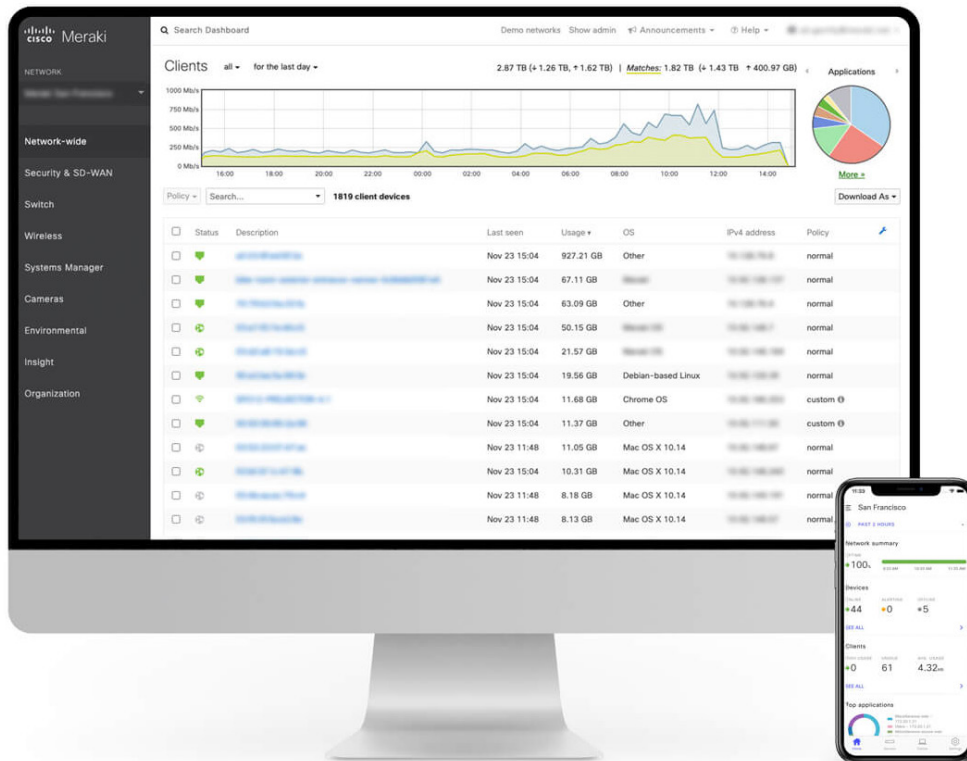 cisco Meraki
Search Dashboard
Demo networks Show admin Announcements Help
NETWORK
Network-wide
Security & SD-WAN
Switch
Wireless
Systems Manager
Cameras
Environmental
Insight
Organization
Clients all for the last day
2.87 TB (↓ 1.26 TB, ↑ 1.62 TB) | Matches: 1.82 TB (↓ 1.43 TB ↑ 400.97 GB)
Applications
1000 Mb/s
750 Mb/s
500 Mb/s
250 Mb/s
0 Mb/s
16:00 18:00 20:00 22:00 00:00 02:00 04:00 06:00 08:00 10:00 12:00 14:00
More »
Policy Search... 1819 client devices Download As
Status Description Last seen Usage OS IPv4 address Policy
Nov 23 15:04 927.21 GB Other normal
Nov 23 15:04 67.11 GB normal
Nov 23 15:04 63.09 GB Other normal
Nov 23 15:04 50.15 GB normal
Nov 23 15:04 21.57 GB normal
Nov 23 15:04 19.56 GB Debian-based Linux normal
Nov 23 15:04 11.68 GB Chrome OS custom
Nov 23 15:04 11.37 GB Other custom
Nov 23 11:48 11.05 GB Mac OS X 10.14 normal
Nov 23 15:04 10.31 GB Mac OS X 10.14 normal
Nov 23 11:48 8.18 GB Mac OS X 10.14 normal
Nov 23 11:48 8.13 GB Mac OS X 10.14 normal
11:33
San Francisco
PAST 2 HOURS
Network summary
100%
Devices
44 0 5
SEE ALL
Clients
0 61 4.32
SEE ALL
Top applications